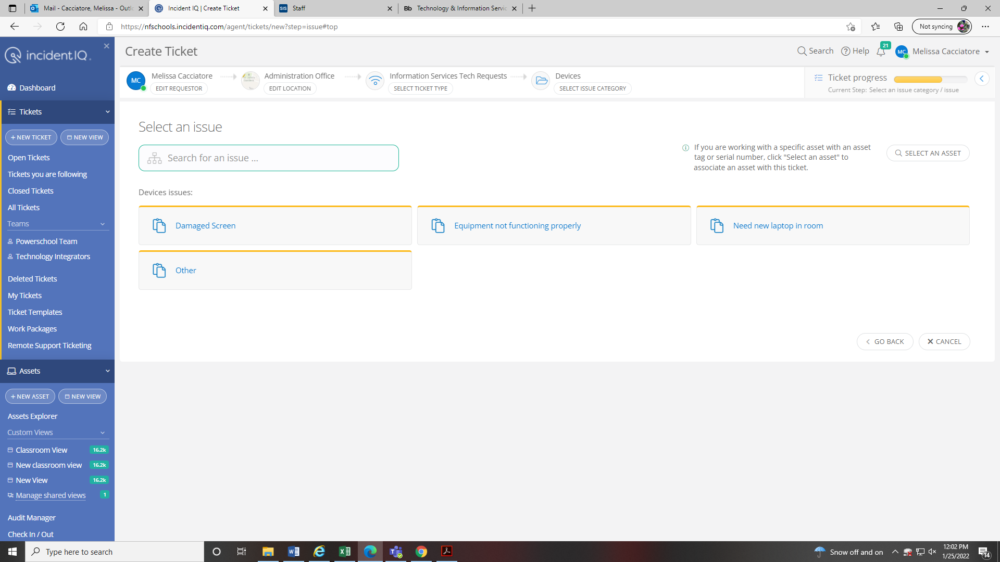 Mail - Cacciatore, Melissa - Outlo
Incident IQ | Create Ticket
SIS Staff
Bb Technology & Information Servic
https://nfschools.incidentiq.com/agent/tickets/new?step=issue#top
Not syncing
incidentIQ.
Create Ticket
Search
Help
21
MC
Melissa Cacciatore
MC
Melissa Cacciatore
EDIT REQUESTOR
Administration Office
EDIT LOCATION
Information Services Tech Requests
SELECT TICKET TYPE
Devices
SELECT ISSUE CATEGORY
Ticket progress
Current Step: Select an issue category / issue
Dashboard
Tickets
+ NEW TICKET
NEW VIEW
Open Tickets
Tickets you are following
Closed Tickets
All Tickets
Teams
Powerschool Team
Technology Integrators
Deleted Tickets
My Tickets
Ticket Templates
Work Packages
Remote Support Ticketing
Assets
+ NEW ASSET
NEW VIEW
Assets Explorer
Custom Views
Classroom View 16.2k
New classroom view 16.2k
New View 16.2k
Manage shared views 1
Audit Manager
Check In / Out
Select an issue
Search for an issue ...
If you are working with a specific asset with an asset
tag or serial number, click "Select an asset" to
associate an asset with this ticket.
SELECT AN ASSET
Devices issues:
Damaged Screen
Equipment not functioning properly
Need new laptop in room
Other
GO BACK
CANCEL
Type here to search
Snow off and on
12:02 PM
1/25/2022
14